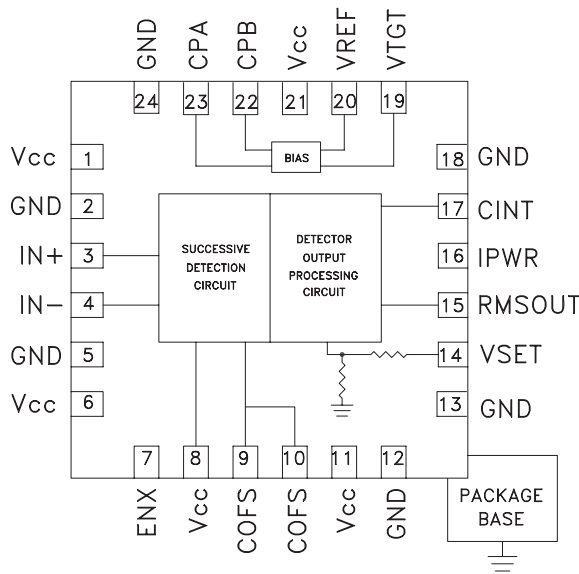 GND
CPA
CPB
Vcc
VREF
VTGT
24
23
22
21
20
19
BIAS
Vcc
1
18
GND
GND
2
17
CINT
IN+
3
16
IPWR
IN-
4
15
RMSOUT
GND
5
14
VSET
Vcc
6
13
GND
SUCCESSIVE
DETECTION
CIRCUIT
DETECTOR
OUTPUT
PROCESSING
CIRCUIT
7
8
9
10
11
12
ENX
Vcc
COFS
COFS
Vcc
GND
PACKAGE
BASE